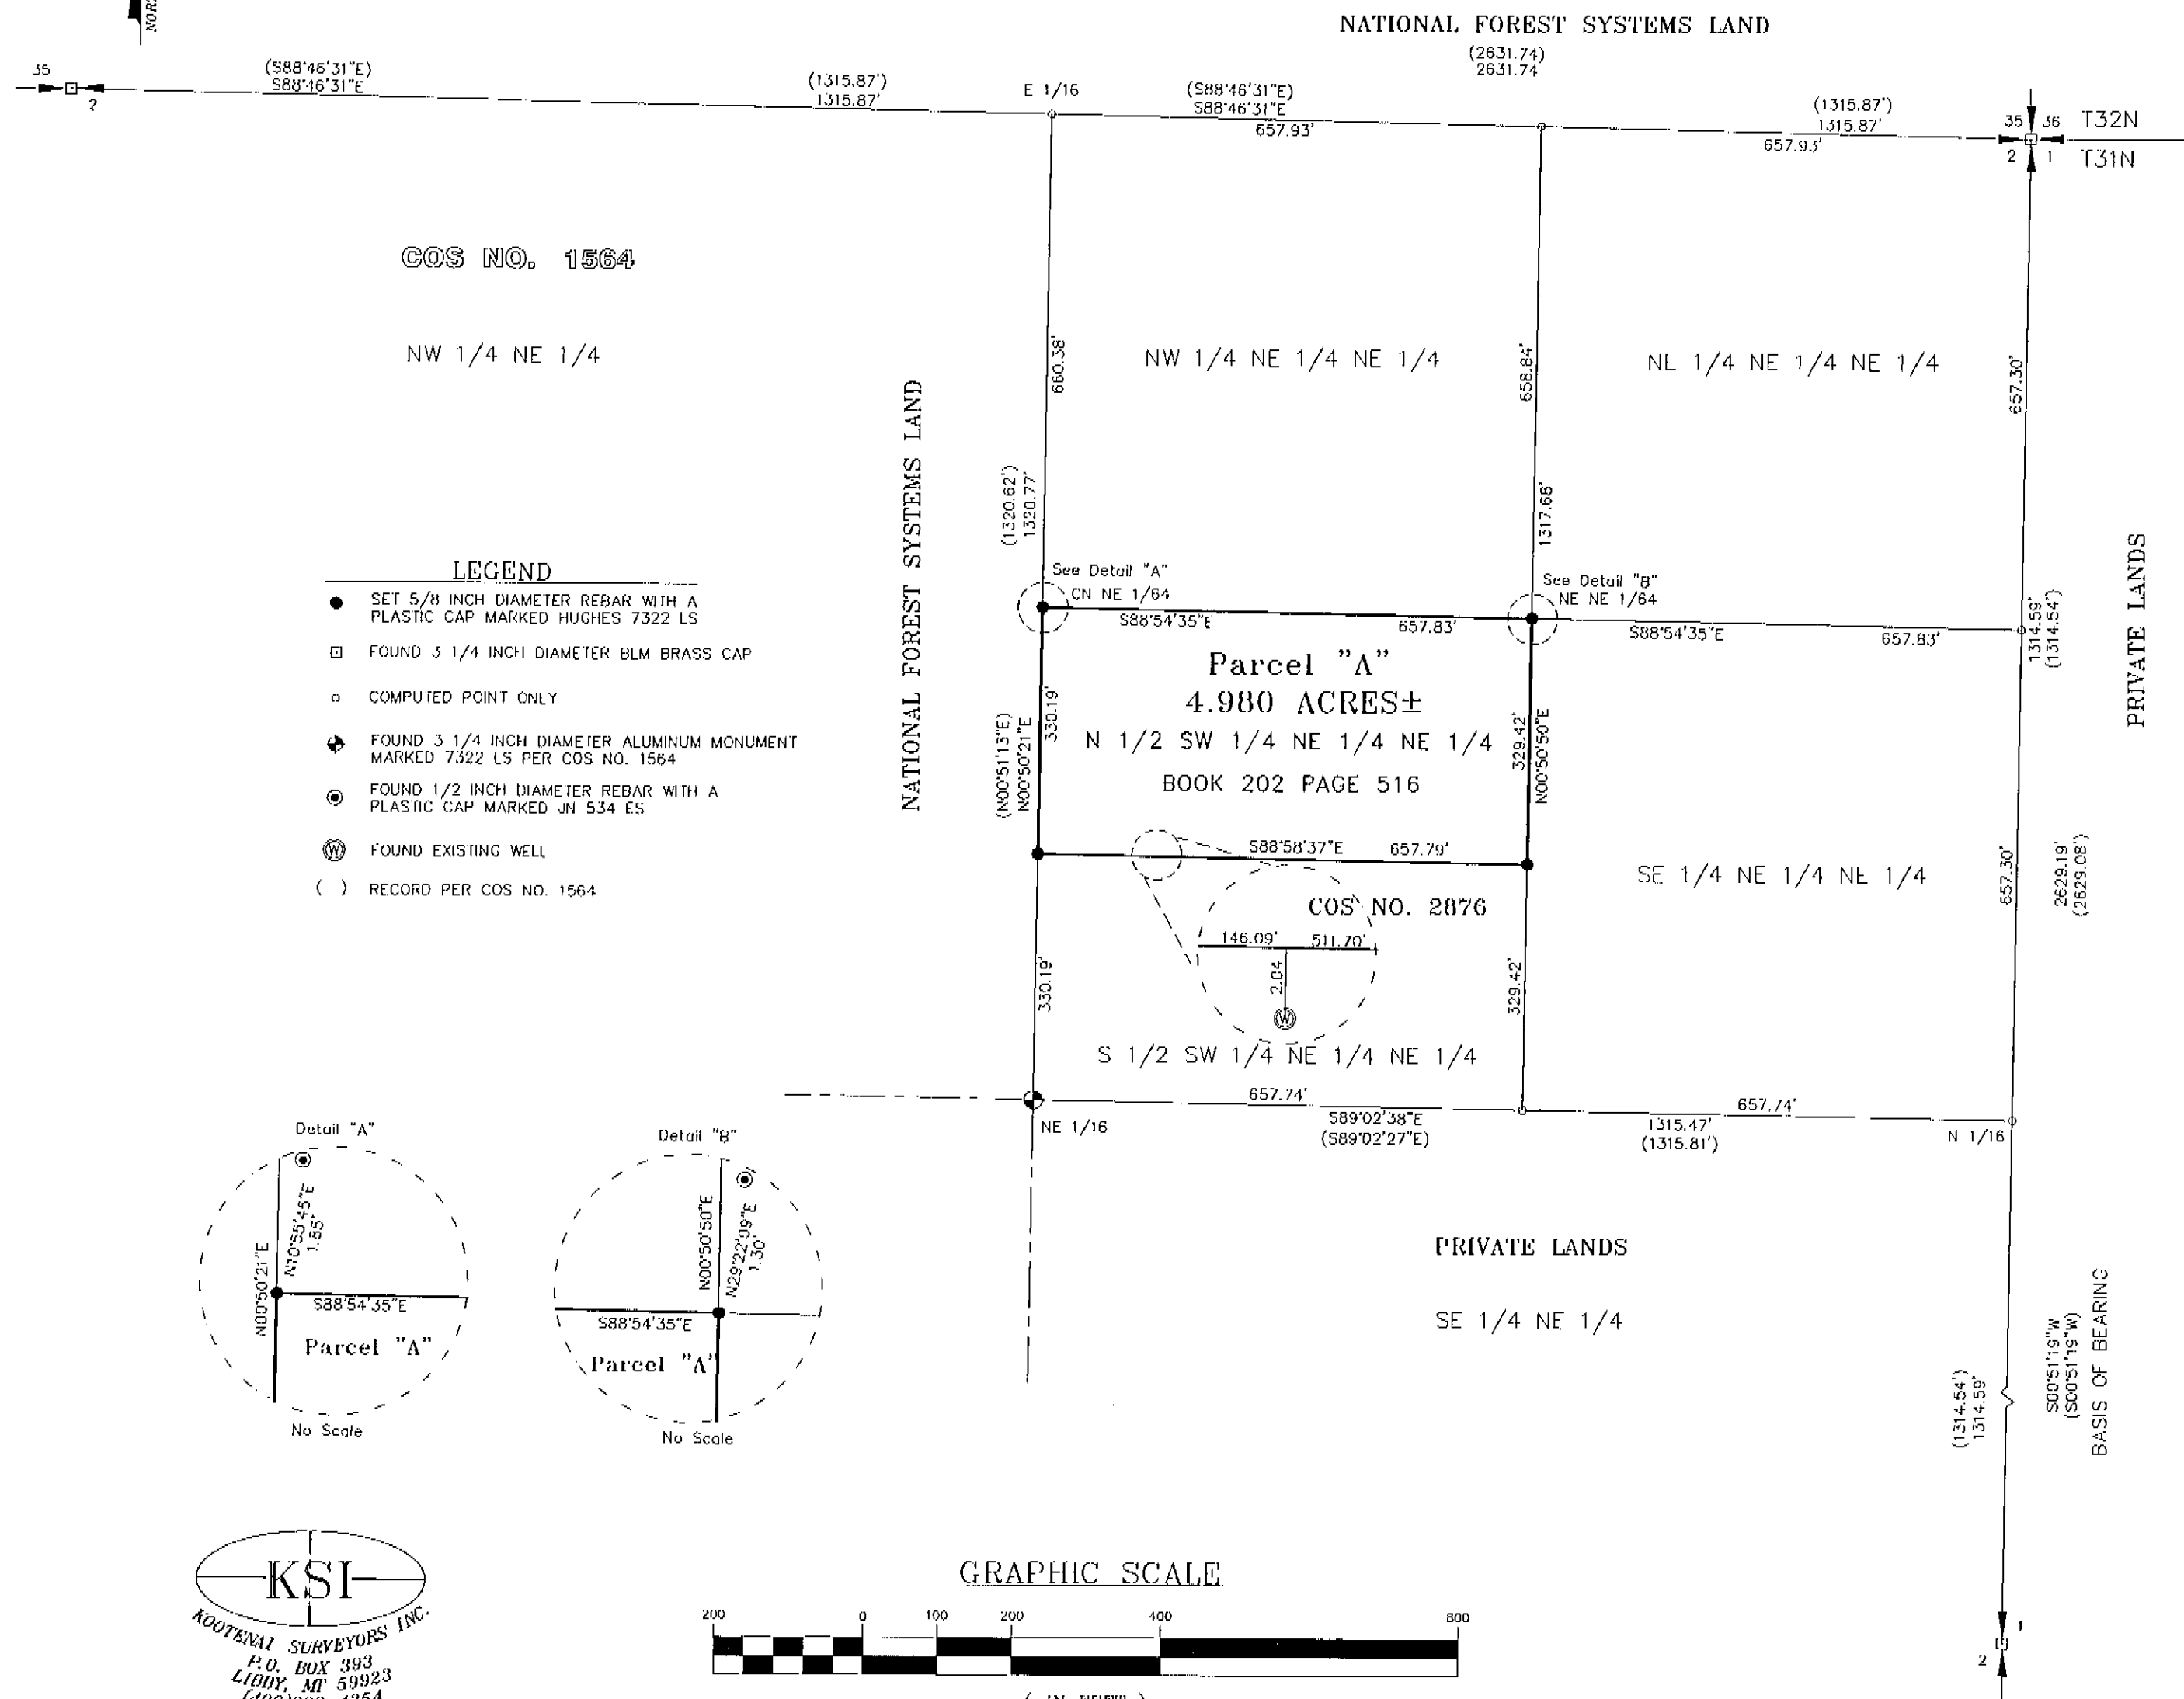 NATIONAL FOREST SYSTEMS LAND
(2631.74)
2631.74
35
2
(S88°46'31"E)
S88°46'31"E
(1315.87')
1315.87'
E 1/16
(S88°46'31"E)
S88°46'31"E
657.93'
(1315.87')
1315.87'
657.93'
35 36
2 1
T32N
T31N
COS NO. 1564
NW 1/4 NE 1/4
NATIONAL FOREST SYSTEMS LAND
660.38'
(1320.62')
1320.77'
NW 1/4 NE 1/4 NE 1/4
658.84'
1317.68'
NL 1/4 NE 1/4 NE 1/4
657.30'
1314.59'
(1314.54')
PRIVATE LANDS
LEGEND
SET 5/8 INCH DIAMETER REBAR WITH A
PLASTIC CAP MARKED HUGHES 7322 LS
FOUND 3 1/4 INCH DIAMETER BLM BRASS CAP
COMPUTED POINT ONLY
FOUND 3 1/4 INCH DIAMETER ALUMINUM MONUMENT
MARKED 7322 LS PER COS NO. 1564
FOUND 1/2 INCH DIAMETER REBAR WITH A
PLASTIC CAP MARKED JN 534 ES
W FOUND EXISTING WELL
( ) RECORD PER COS NO. 1564
See Detail "A"
CN NE 1/64
S88°54'35"E
657.83'
See Detail "B"
NE NE 1/64
S88°54'35"E
657.83'
Parcel "A"
4.980 ACRES±
N 1/2 SW 1/4 NE 1/4 NE 1/4
BOOK 202 PAGE 516
(N00°51'13"E)
N00°50'21"E
330.19'
329.42'
N00°50'50"E
S88°58'37"E
657.79'
COS NO. 2876
146.09'
511.70'
2.04
W
330.19'
329.42'
SE 1/4 NE 1/4 NE 1/4
657.30'
2629.19'
(2629.08')
S 1/2 SW 1/4 NE 1/4 NE 1/4
657.74'
S89°02'38"E
(S89°02'27"E)
657.74'
1315.47'
(1315.81')
NE 1/16
N 1/16
Detail "A"
N00°50'21"E
N10°55'45"E
1.85'
S88°54'35"E
Parcel "A"
No Scale
Detail "B"
N00°50'50"E
N29°22'09"E
1.30'
S88°54'35"E
Parcel "A"
No Scale
PRIVATE LANDS
SE 1/4 NE 1/4
(1314.54')
1314.59'
S00°51'19"W
(S00°51'19"W)
BASIS OF BEARING
1
2
KSI
KOOTENAI SURVEYORS INC.
P.O. BOX 393
LIBBY, MT 59923
GRAPHIC SCALE
200 0 100 200 400 800